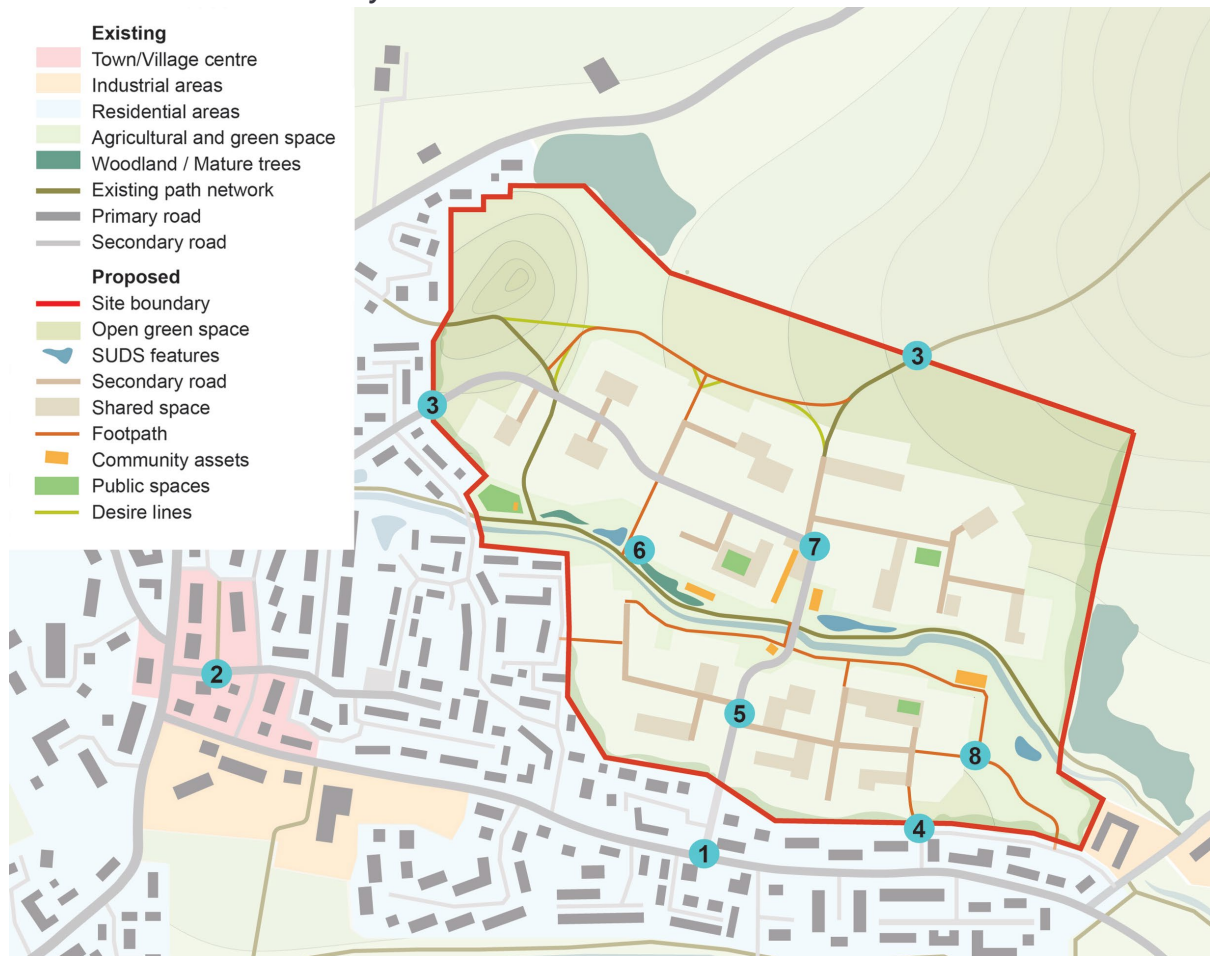 Existing
Town/Village centre
Industrial areas
Residential areas
Agricultural and green space
Woodland / Mature trees
Existing path network
Primary road
Secondary road
Proposed
Site boundary
Open green space
SUDS features
Secondary road
Shared space
Footpath
Community assets
Public spaces
Desire lines
3
3
6
7
2
5
8
4
1